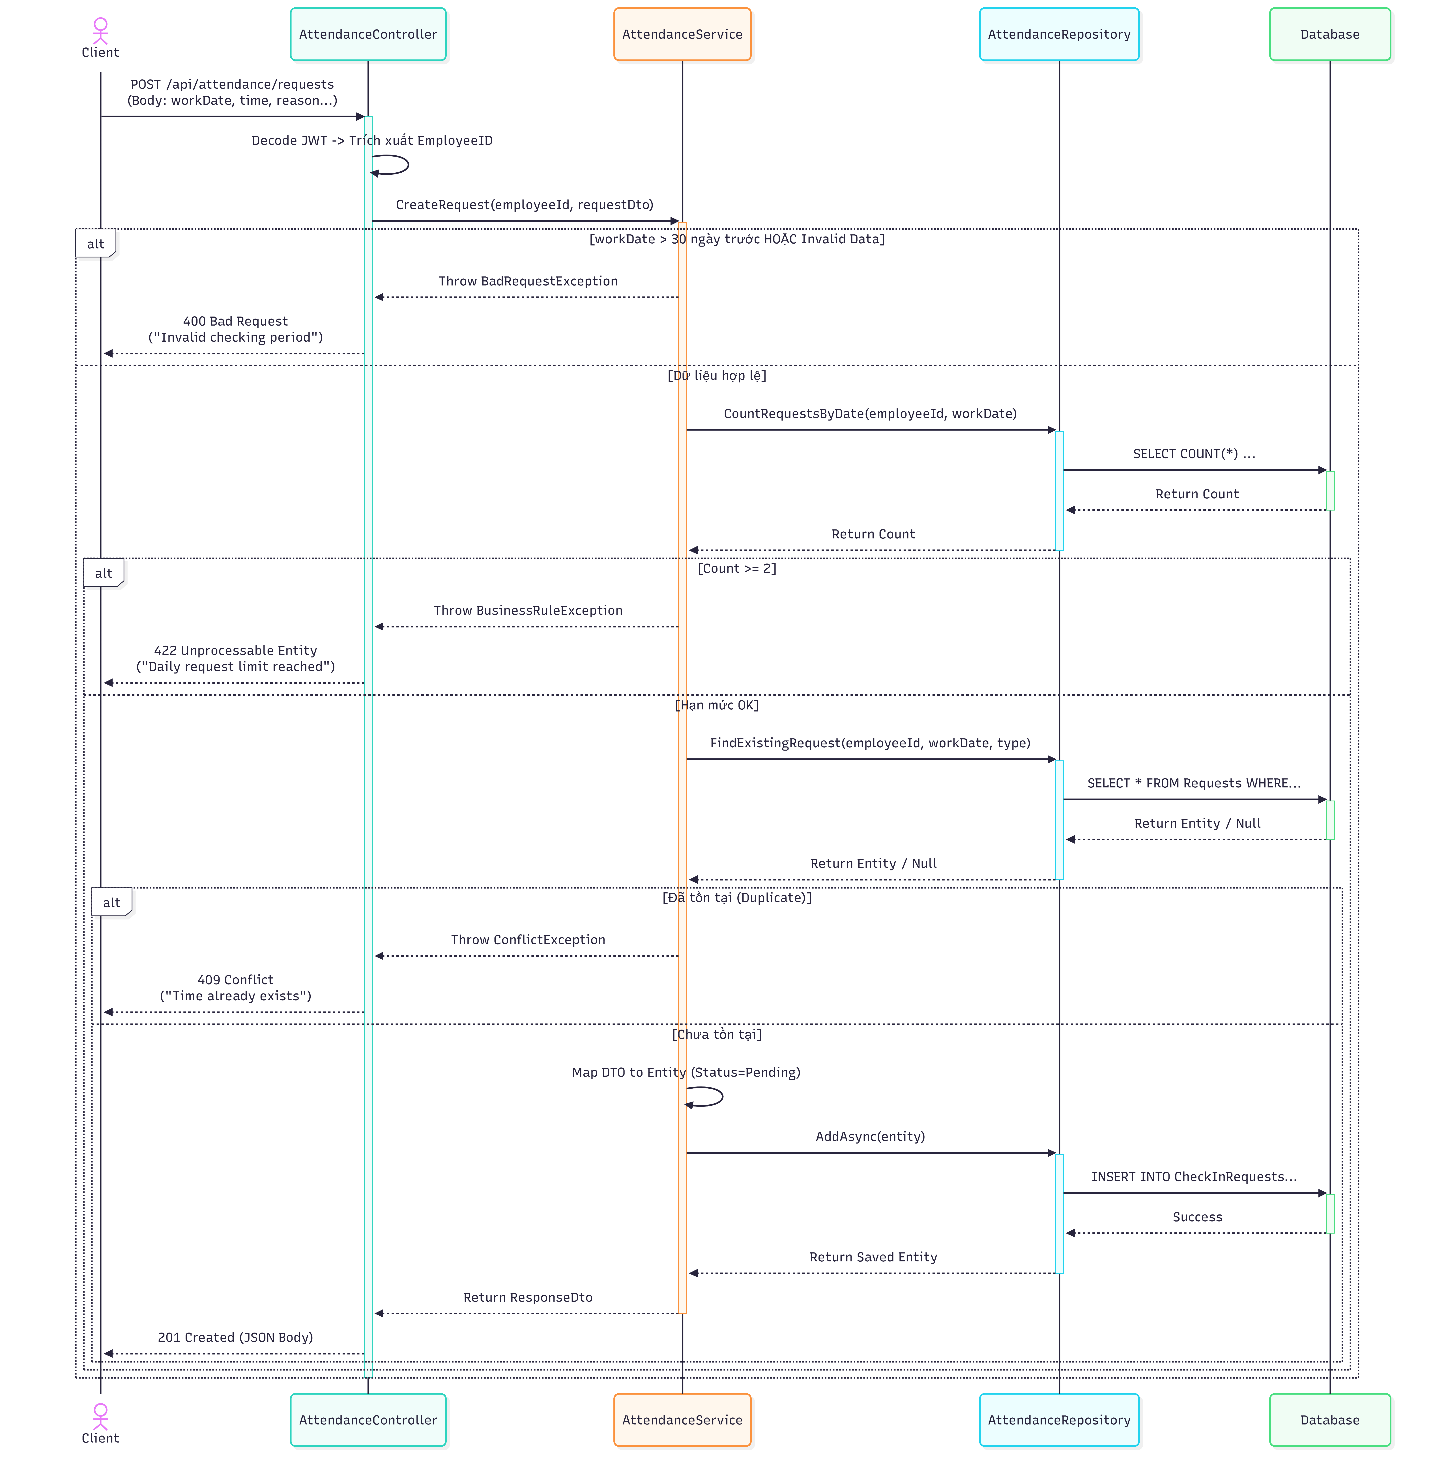 Client
AttendanceController
AttendanceService
AttendanceRepository
Database
POST /api/attendance/requests
(Body: workDate, time, reason...)
Decode JWT -> Trích xuất EmployeeID
CreateRequest(employeeId, requestDto)
alt
[workDate > 30 ngày trước HOẶC Invalid Data]
Throw BadRequestException
400 Bad Request
("Invalid checking period")
[Dữ liệu hợp lệ]
CountRequestsByDate(employeeId, workDate)
SELECT COUNT(*) ...
Return Count
Return Count
alt
[Count >= 2]
Throw BusinessRuleException
422 Unprocessable Entity
("Daily request limit reached")
[Hạn mức OK]
FindExistingRequest(employeeId, workDate, type)
SELECT * FROM Requests WHERE...
Return Entity / Null
Return Entity / Null
alt
[Đã tồn tại (Duplicate)]
Throw ConflictException
409 Conflict
("Time already exists")
[Chưa tồn tại]
Map DTO to Entity (Status=Pending)
AddAsync(entity)
INSERT INTO CheckInRequests...
Success
Return Saved Entity
Return ResponseDto
201 Created (JSON Body)
Client
AttendanceController
AttendanceService
AttendanceRepository
Database